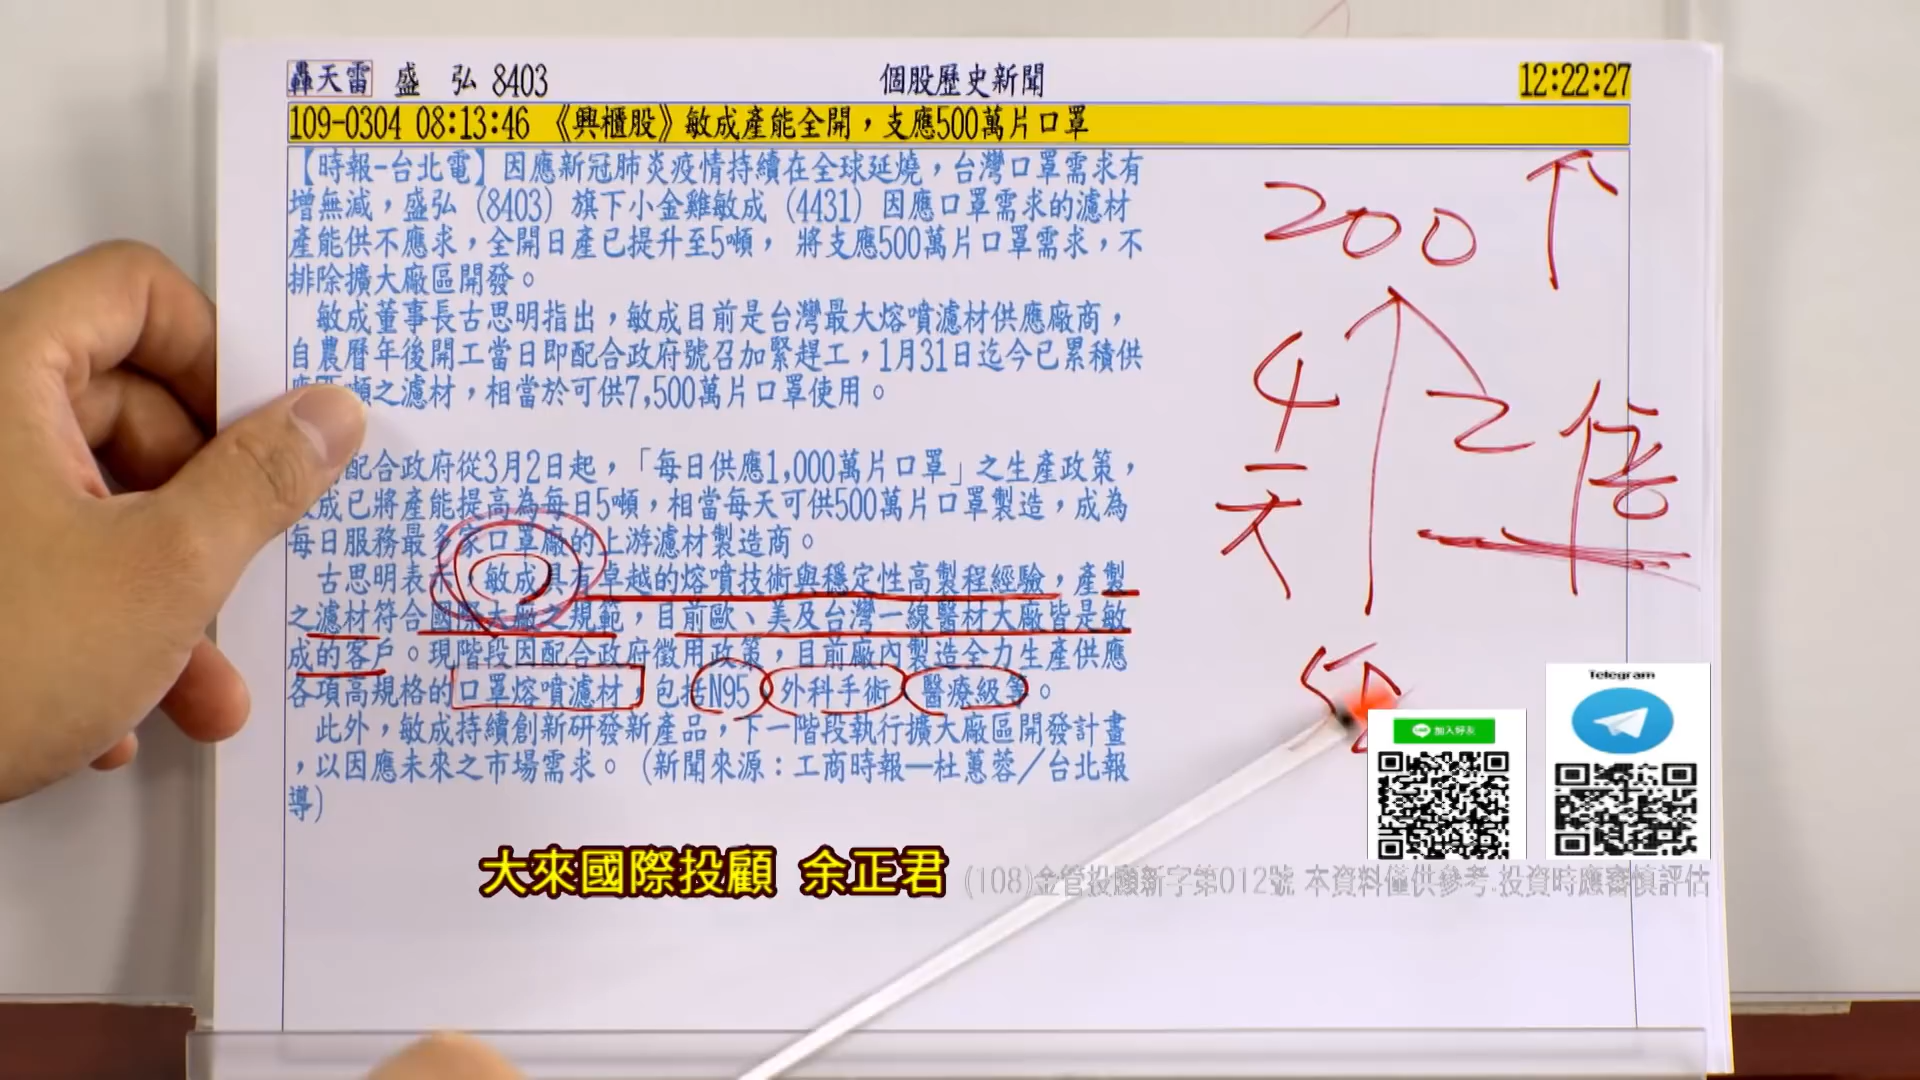 轟天雷 盛 弘 8403 個股歷史新聞 12:22:27
109-0304 08:13:46 《興櫃股》敏成產能全開，支應500萬片口罩
【時報-台北電】因應新冠肺炎疫情持續在全球延燒，台灣口罩需求有
增無減，盛弘（8403）旗下小金雞敏成（4431）因應口罩需求的濾材
產能供不應求，全開日產已提升至5噸， 將支應500萬片口罩需求，不
排除擴大廠區開發。
敏成董事長古思明指出，敏成目前是台灣最大熔噴濾材供應廠商，
自農曆年後開工當日即配合政府號召加緊趕工，1月31日迄今已累積供
噸之濾材，相當於可供7,500萬片口罩使用。
配合政府從3月2日起，「每日供應1,000萬片口罩」之生產政策，
成已將產能提高為每日5噸，相當每天可供500萬片口罩製造，成為
每日服務最多家口罩廠的上游濾材製造商。
古思明表示，敏成具有卓越的熔噴技術與穩定性高製程經驗，產製
之濾材符合國際大廠之規範，目前歐、美及台灣一線醫材大廠皆是敏
成的客戶。現階段因配合政府徵用政策，目前廠內製造全力生產供應
各項高規格的口罩熔噴濾材，包括N95、外科手術、醫療級等。
此外，敏成持續創新研發新產品，下一階段執行擴大廠區開發計畫
，以因應未來之市場需求。（新聞來源：工商時報—杜蕙蓉／台北報
導）
200
4天
2倍
Telegram
加入好友
大來國際投顧 余正君
(108)金管投顧新字第012號 本資料僅供參考.投資時應審慎評估